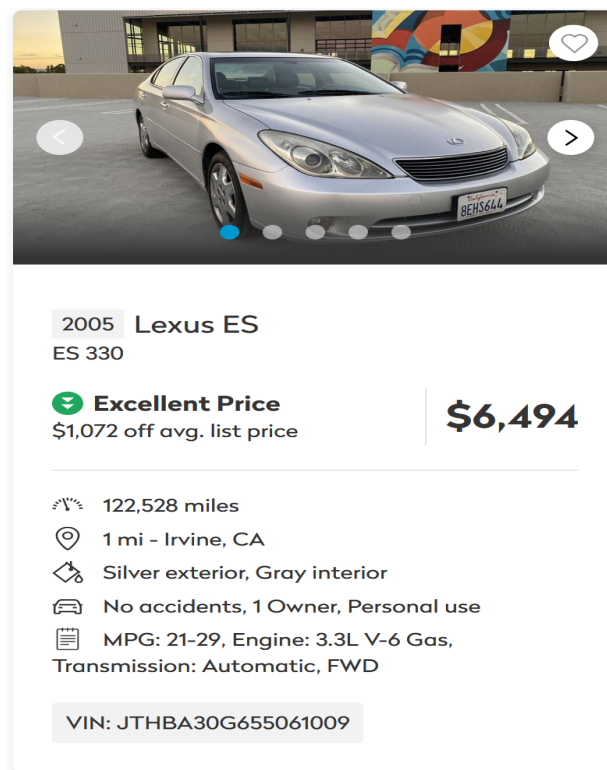 California
8EHS644
2005 Lexus ES
ES 330
Excellent Price
$1,072 off avg. list price
$6,494
122,528 miles
1 mi - Irvine, CA
Silver exterior, Gray interior
No accidents, 1 Owner, Personal use
MPG: 21-29, Engine: 3.3L V-6 Gas,
Transmission: Automatic, FWD
VIN: JTHBA30G655061009